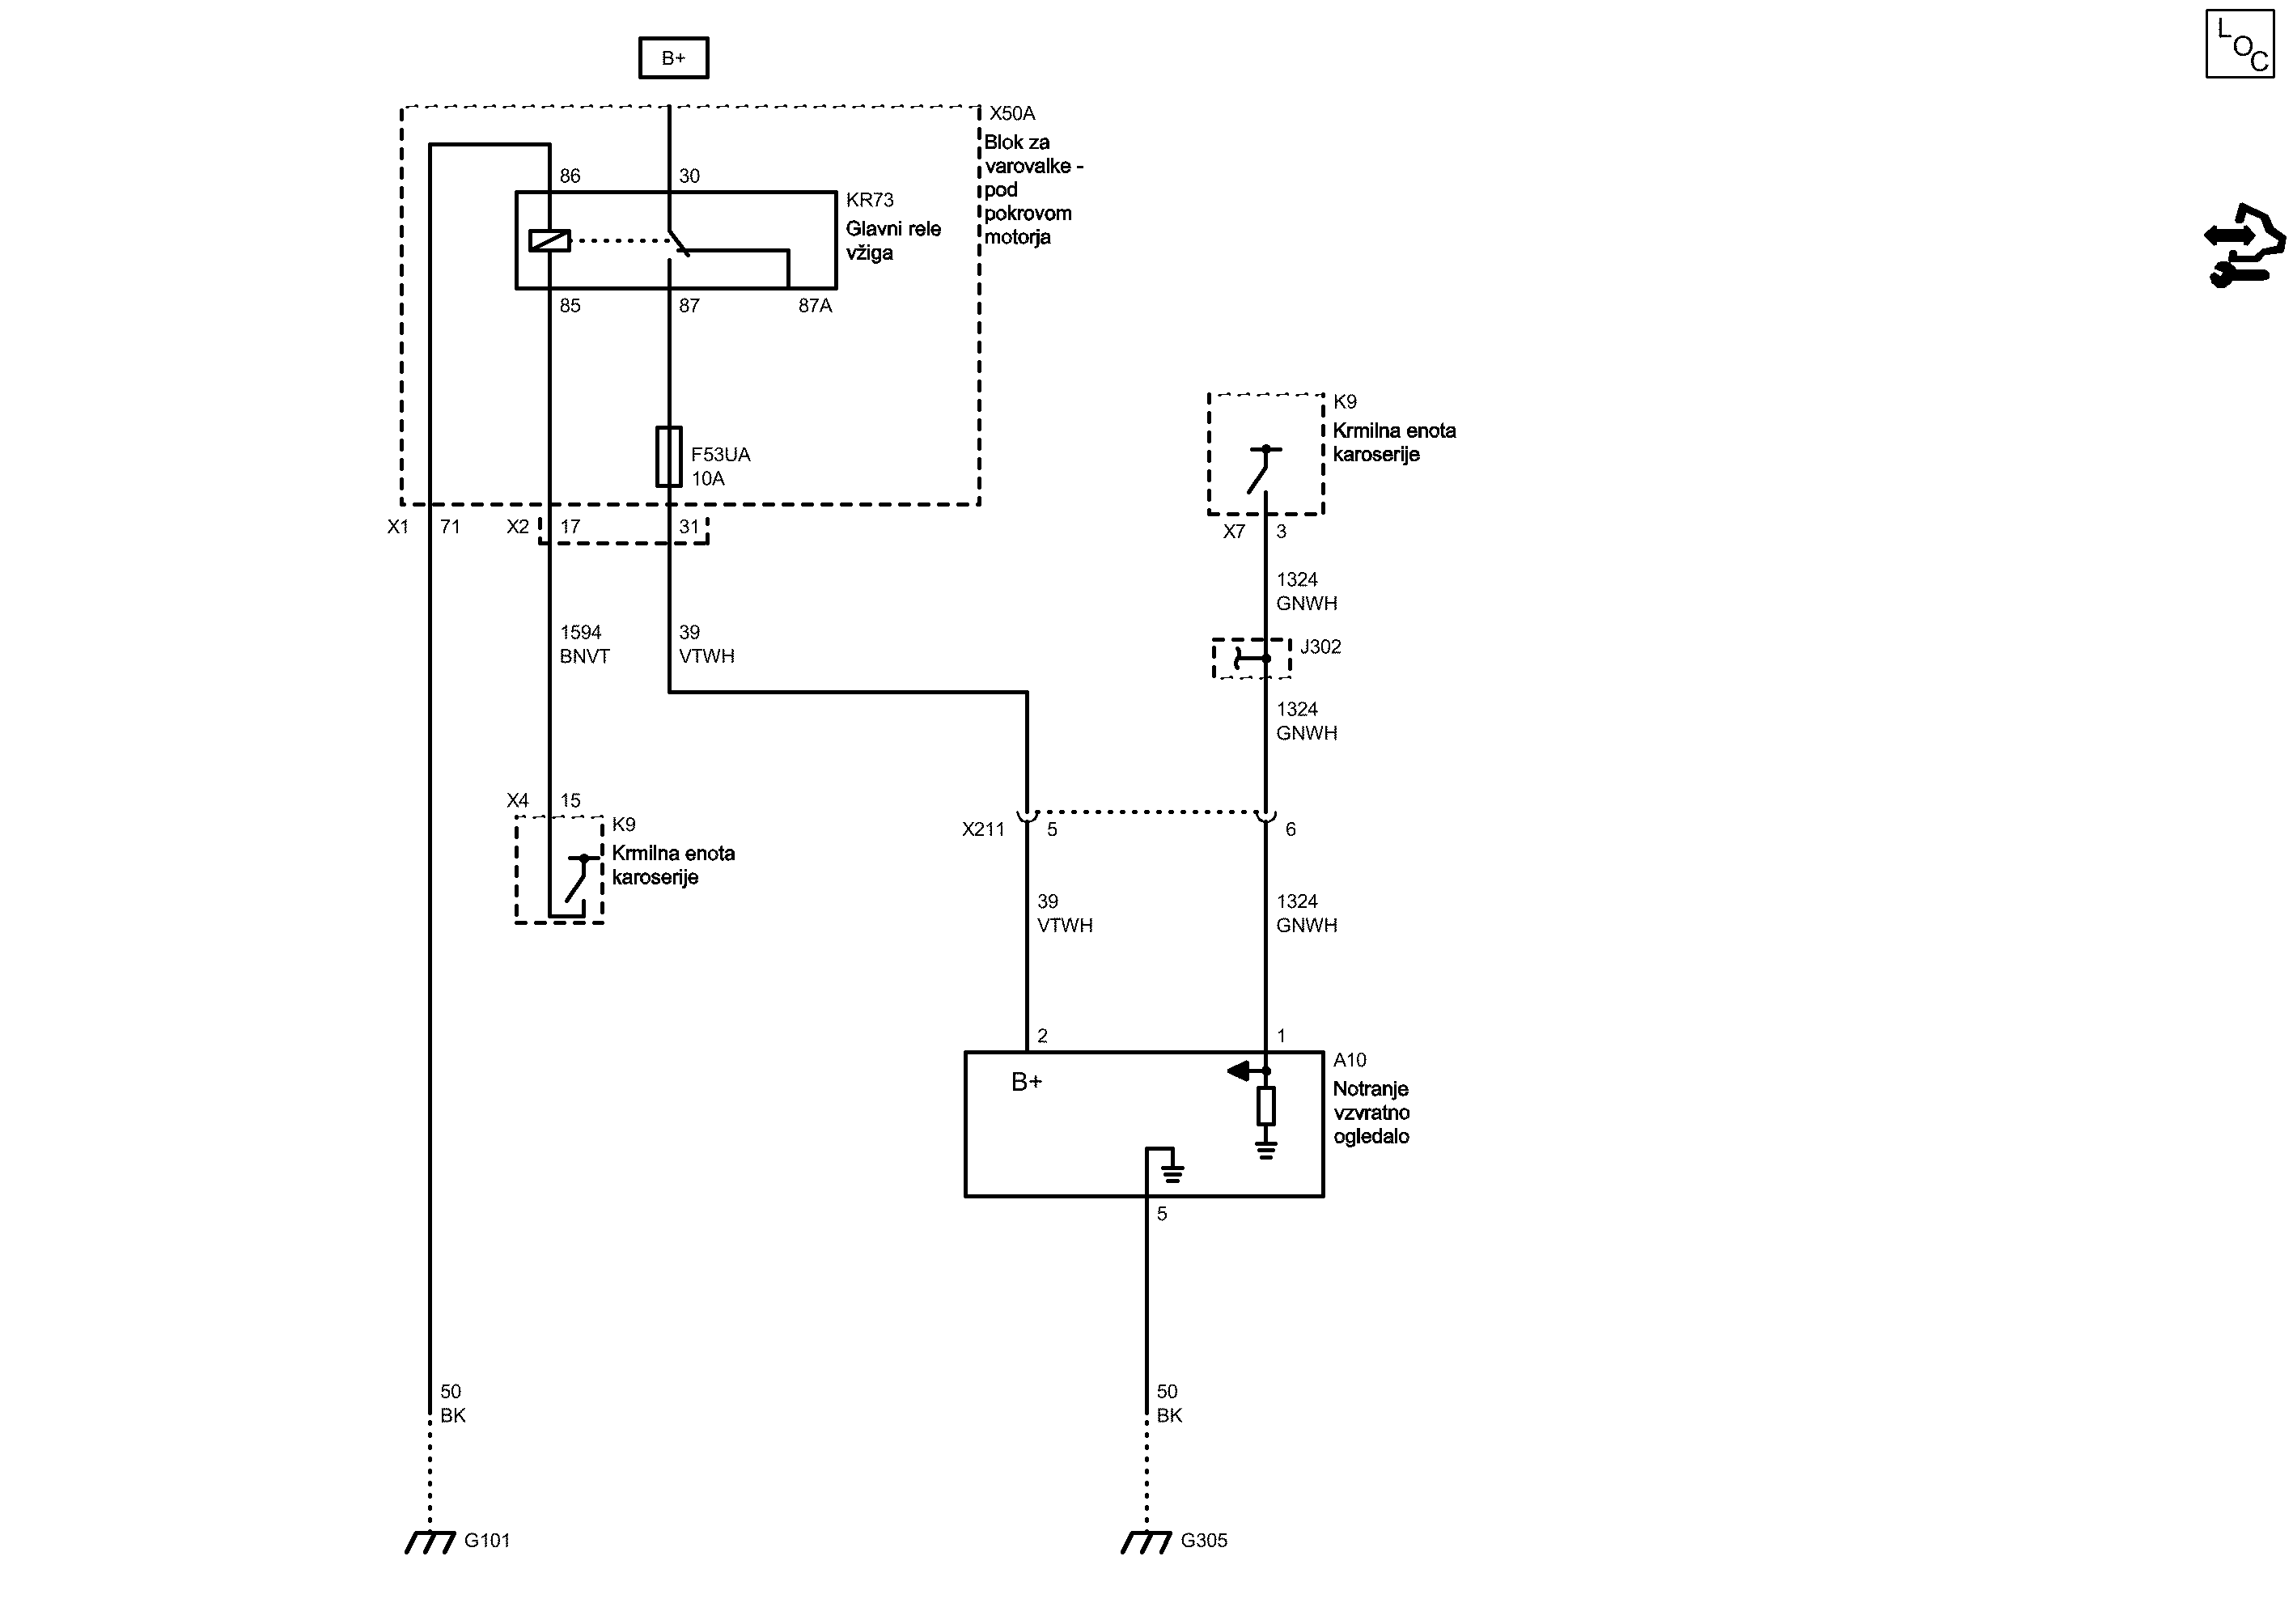 LOC
B+
X50A
Blok za
varovalke -
pod
pokrovom
motorja
86
30
KR73
Glavni rele
vžiga
85
87
87A
F53UA
10A
K9
Krmilna enota
karoserije
X1
71
X2
17
31
X7
3
1324
GNWH
1594
BNVT
39
VTWH
J302
1324
GNWH
X4
15
K9
Krmilna enota
karoserije
X211
5
6
39
VTWH
1324
GNWH
2
1
A10
Notranje
vzvratno
ogledalo
B+
5
50
BK
50
BK
G101
G305